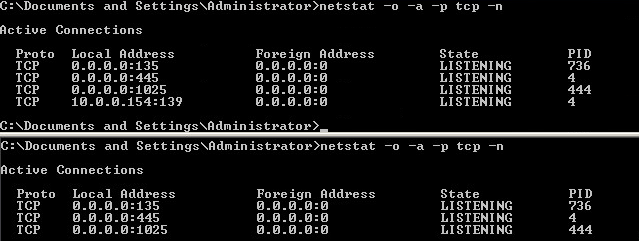 C:\Documents and Settings\Administrator>netstat -o -a -p tcp -n
Active Connections
Proto Local Address Foreign Address State PID
TCP 0.0.0.0:135 0.0.0.0:0 LISTENING 736
TCP 0.0.0.0:445 0.0.0.0:0 LISTENING 4
TCP 0.0.0.0:1025 0.0.0.0:0 LISTENING 444
TCP 10.0.0.154:139 0.0.0.0:0 LISTENING 4
C:\Documents and Settings\Administrator>_
C:\Documents and Settings\Administrator>netstat -o -a -p tcp -n
Active Connections
Proto Local Address Foreign Address State PID
TCP 0.0.0.0:135 0.0.0.0:0 LISTENING 736
TCP 0.0.0.0:445 0.0.0.0:0 LISTENING 4
TCP 0.0.0.0:1025 0.0.0.0:0 LISTENING 444